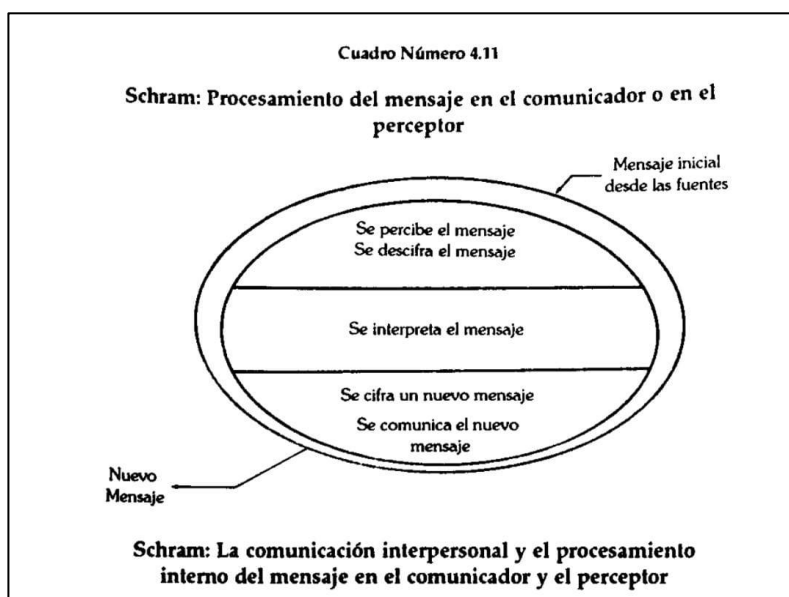 Cuadro Número 4.11
Schram: Procesamiento del mensaje en el comunicador o en el
perceptor
Mensaje inicial
desde las fuentes
Se percibe el mensaje
Se descifra el mensaje
Se interpreta el mensaje
Se cifra un nuevo mensaje
Se comunica el nuevo
mensaje
Nuevo
Mensaje
Schram: La comunicación interpersonal y el procesamiento
interno del mensaje en el comunicador y el perceptor